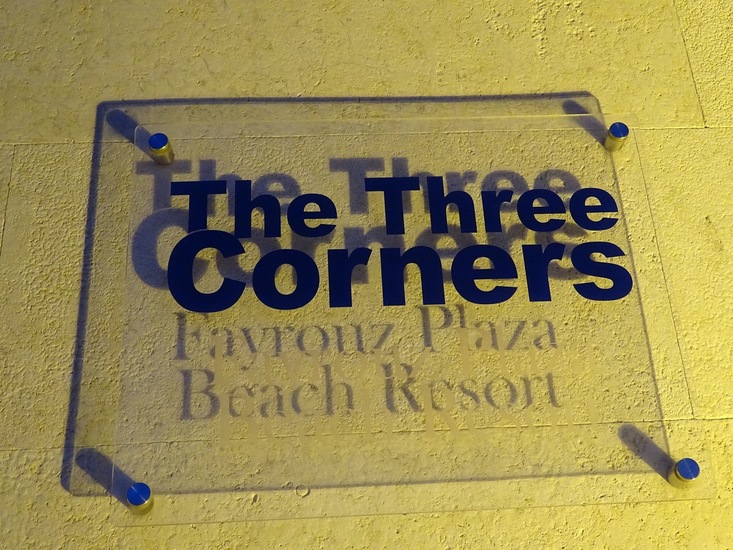 The Three
Corners
Fayrouz Plaza
Beach Resort